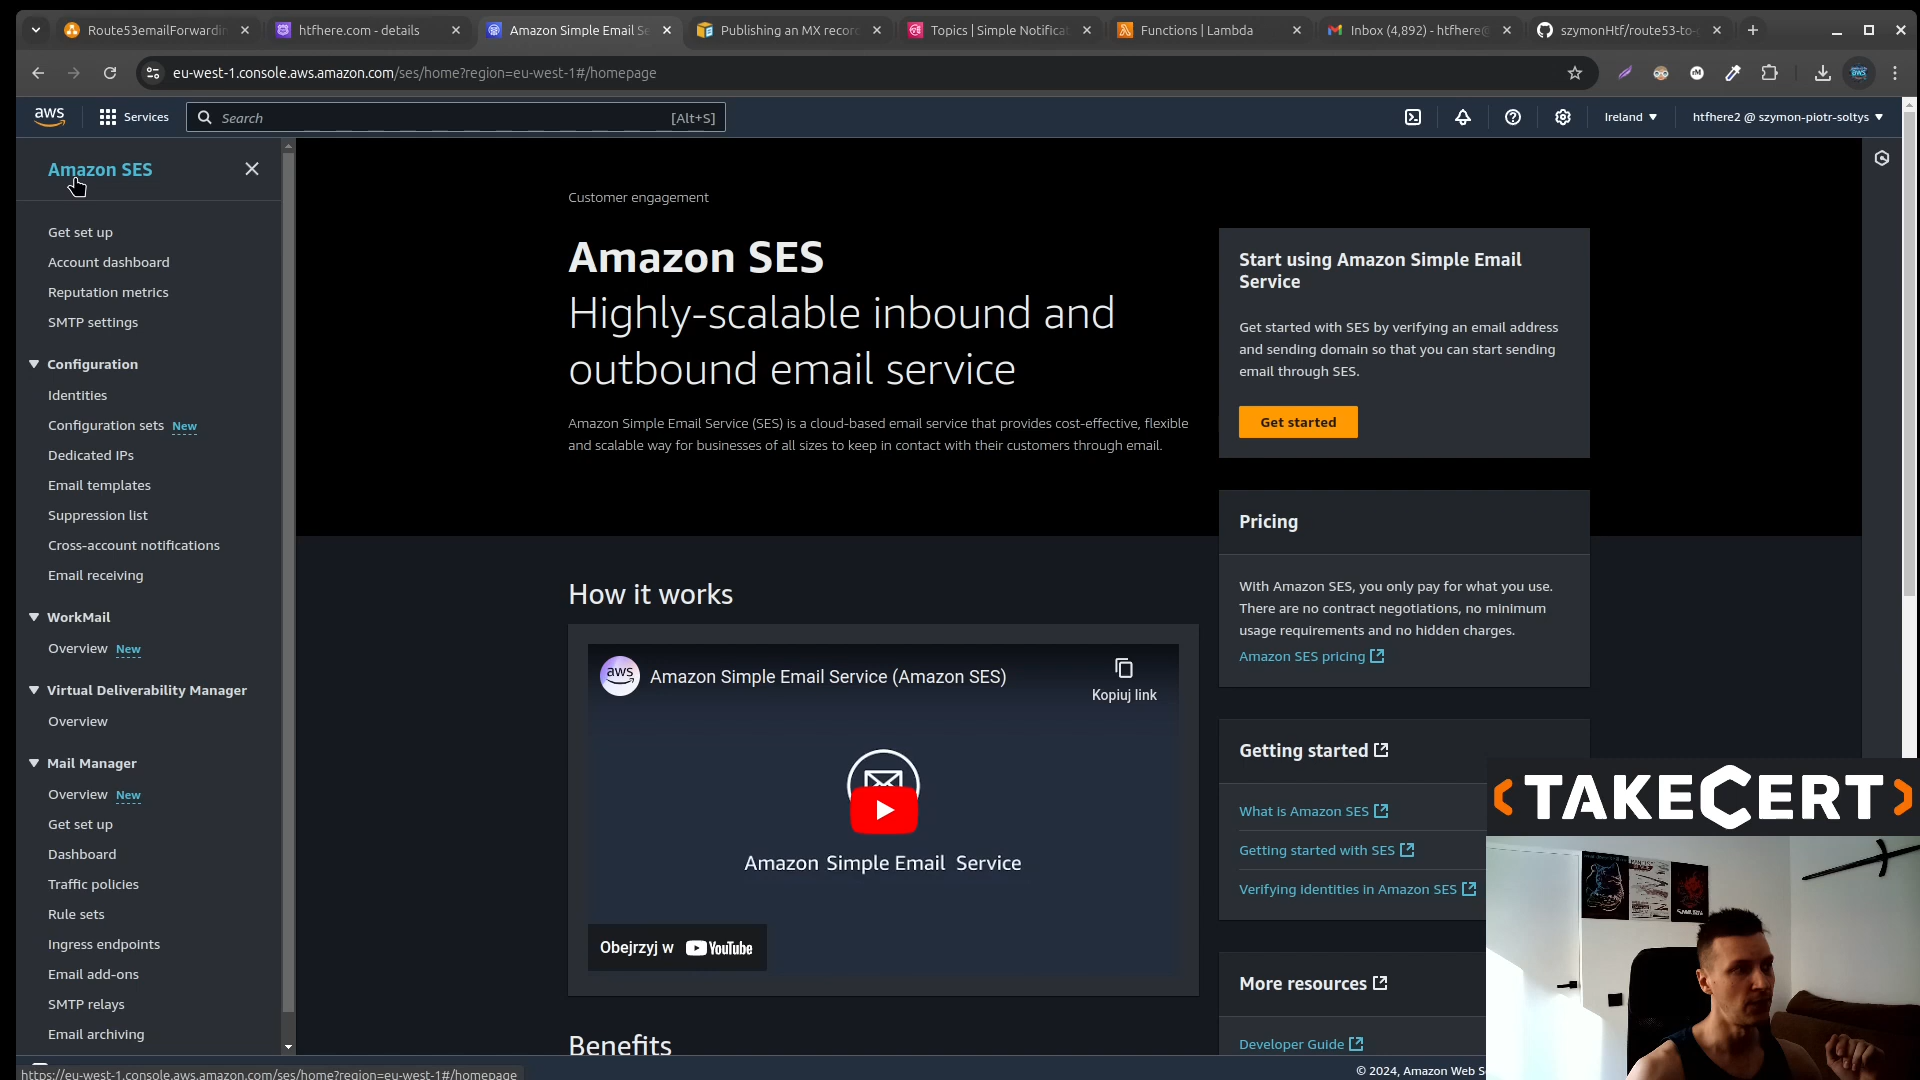 Route53emailForwardin
htfhere.com - details
Amazon Simple Email Se
Publishing an MX recor
Topics | Simple Notificat
Functions | Lambda
Inbox (4,892) - htfhere@
szymonHtf/route53-to-
eu-west-1.console.aws.amazon.com/ses/home?region=eu-west-1#/homepage
aws
Services
Search
[Alt+S]
Ireland
htfhere2 @ szymon-piotr-soltys
Amazon SES
Get set up
Account dashboard
Reputation metrics
SMTP settings
Configuration
Identities
Configuration sets New
Dedicated IPs
Email templates
Suppression list
Cross-account notifications
Email receiving
WorkMail
Overview New
Virtual Deliverability Manager
Overview
Mail Manager
Overview New
Get set up
Dashboard
Traffic policies
Rule sets
Ingress endpoints
Email add-ons
SMTP relays
Email archiving
https://eu-west-1.console.aws.amazon.com/ses/home?region=eu-west-1#/homepage
Customer engagement
Amazon SES
Highly-scalable inbound and
outbound email service
Amazon Simple Email Service (SES) is a cloud-based email service that provides cost-effective, flexible
and scalable way for businesses of all sizes to keep in contact with their customers through email.
How it works
aws
Amazon Simple Email Service (Amazon SES)
Kopiuj link
Amazon Simple Email Service
Obejrzyj w YouTube
Benefits
Start using Amazon Simple Email
Service
Get started with SES by verifying an email address
and sending domain so that you can start sending
email through SES.
Get started
Pricing
With Amazon SES, you only pay for what you use.
There are no contract negotiations, no minimum
usage requirements and no hidden charges.
Amazon SES pricing
Getting started
What is Amazon SES
Getting started with SES
Verifying identities in Amazon SES
More resources
Developer Guide
© 2024, Amazon Web S
TAKECERT